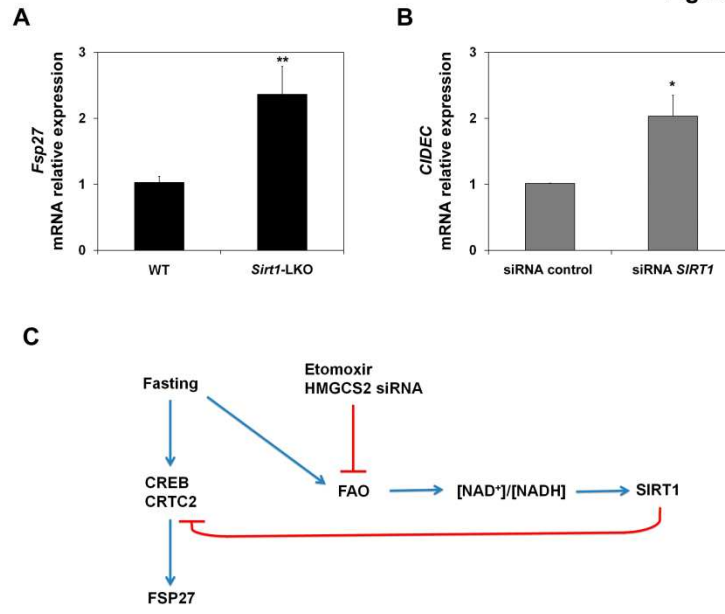 A
Fsp27
mRNA relative expression
3
2
1
0
**
WT
Sirt1-LKO
B
CIDEC
mRNA relative expression
3
2
1
0
*
siRNA control
siRNA SIRT1
C
Fasting
Etomoxir
HMGCS2 siRNA
CREB
CRTC2
FAO
[NAD⁺]/[NADH]
SIRT1
FSP27